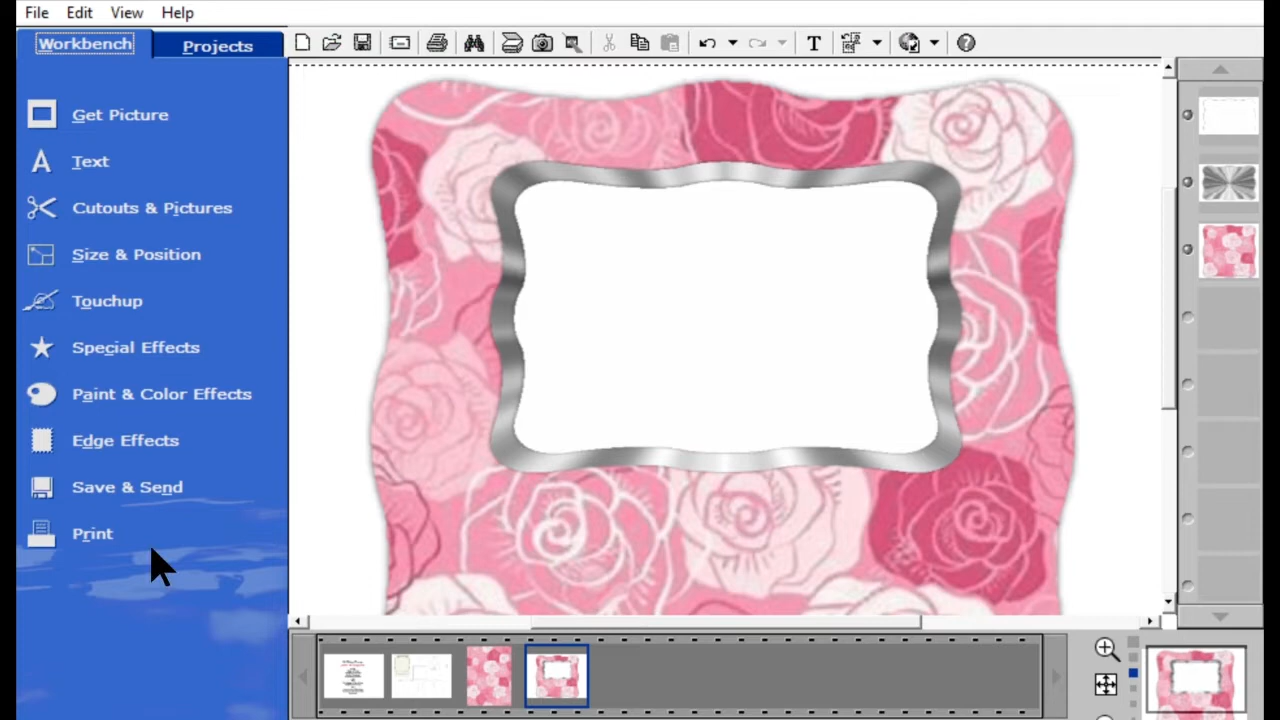 File Edit View Help
Workbench Projects
Get Picture
Text
Cutouts & Pictures
Size & Position
Touchup
Special Effects
Paint & Color Effects
Edge Effects
Save & Send
Print